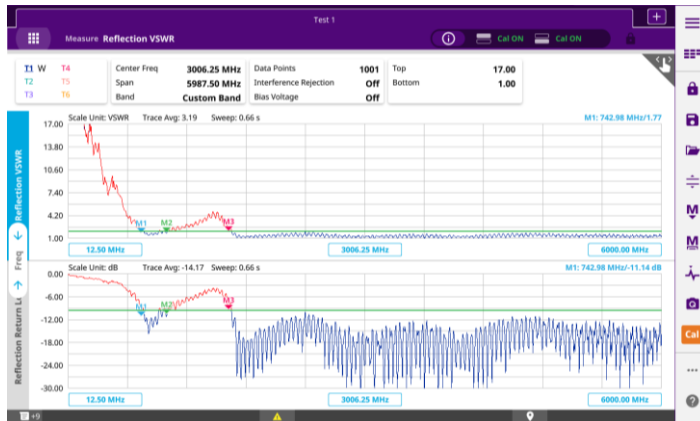 Test 1
+
Measure Reflection VSWR
i
Cal ON
Cal ON
T1 W T4
T2 T5
T3 T6
Center Freq 3006.25 MHz
Span 5987.50 MHz
Band Custom Band
Data Points 1001
Interference Rejection Off
Bias Voltage Off
Top 17.00
Bottom 1.00
Reflection VSWR
Freq
Scale Unit: VSWR Trace Avg: 3.19 Sweep: 0.66 s
M1: 742.98 MHz/1.77
17.00
13.80
10.60
7.40
4.20
1.00
M1
M2
M3
12.50 MHz
3006.25 MHz
6000.00 MHz
Scale Unit: dB Trace Avg: -14.17 Sweep: 0.66 s
M1: 742.98 MHz/-11.14 dB
0.00
-6.00
-12.00
-18.00
-24.00
-30.00
M1
M2
M3
12.50 MHz
3006.25 MHz
6000.00 MHz
Reflection Return
M
M
Cal
...
?
+9